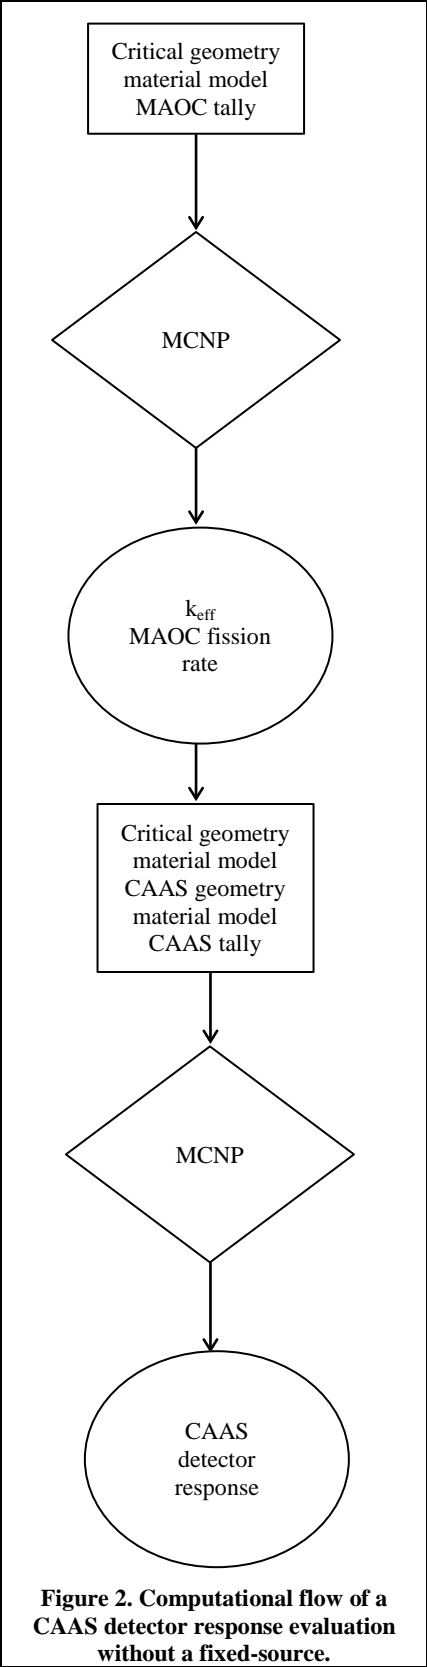 Critical geometry
material model
MAOC tally
MCNP
k_eff
MAOC fission
rate
Critical geometry
material model
CAAS geometry
material model
CAAS tally
MCNP
CAAS
detector
response
Figure 2. Computational flow of a
CAAS detector response evaluation
without a fixed-source.